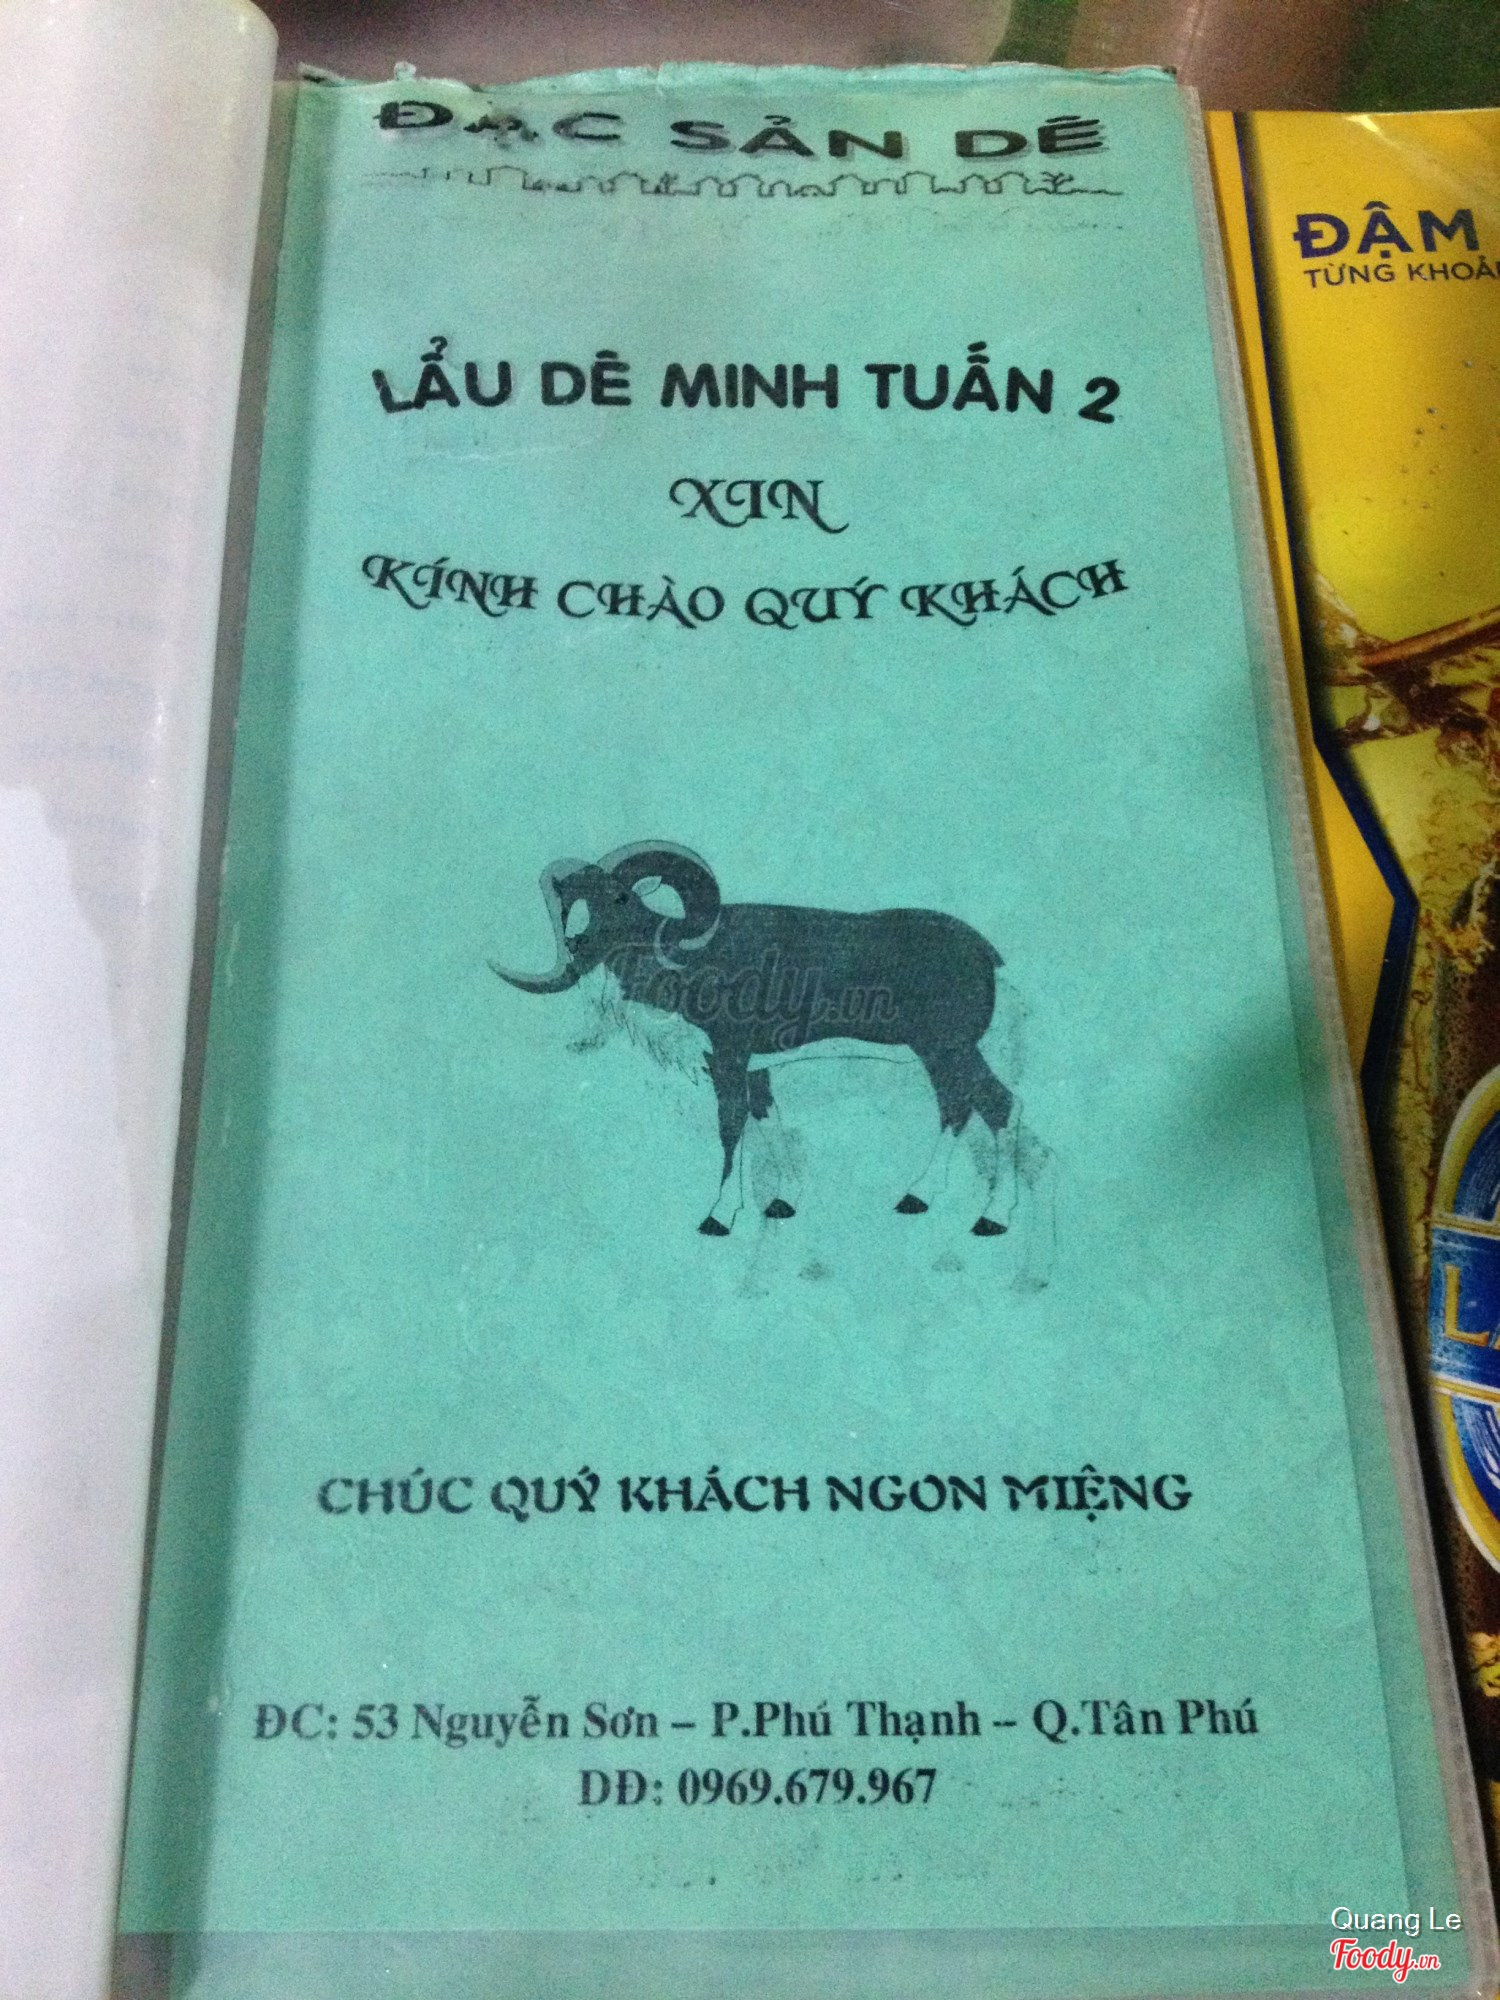 ĐẶC SẢN DÊ
LẨU DÊ MINH TUẤN 2
XIN
KÍNH CHÀO QUÝ KHÁCH
Foody.vn
CHÚC QUÝ KHÁCH NGON MIỆNG
ĐC: 53 Nguyễn Sơn – P.Phú Thạnh – Q.Tân Phú
DĐ: 0969.679.967
ĐẬM
TỪNG
Quang Le
Foody.vn